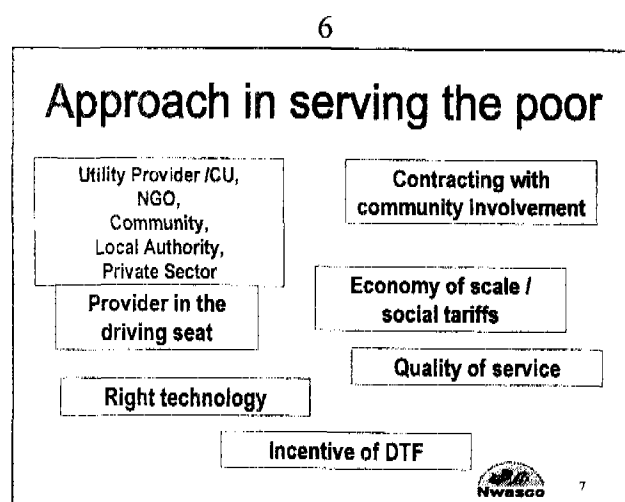 6
Approach in serving the poor
Utility Provider /CU,
NGO,
Community,
Local Authority,
Private Sector
Provider in the
driving seat
Right technology
Contracting with
community involvement
Economy of scale /
social tariffs
Quality of service
Incentive of DTF
Nwasco
7